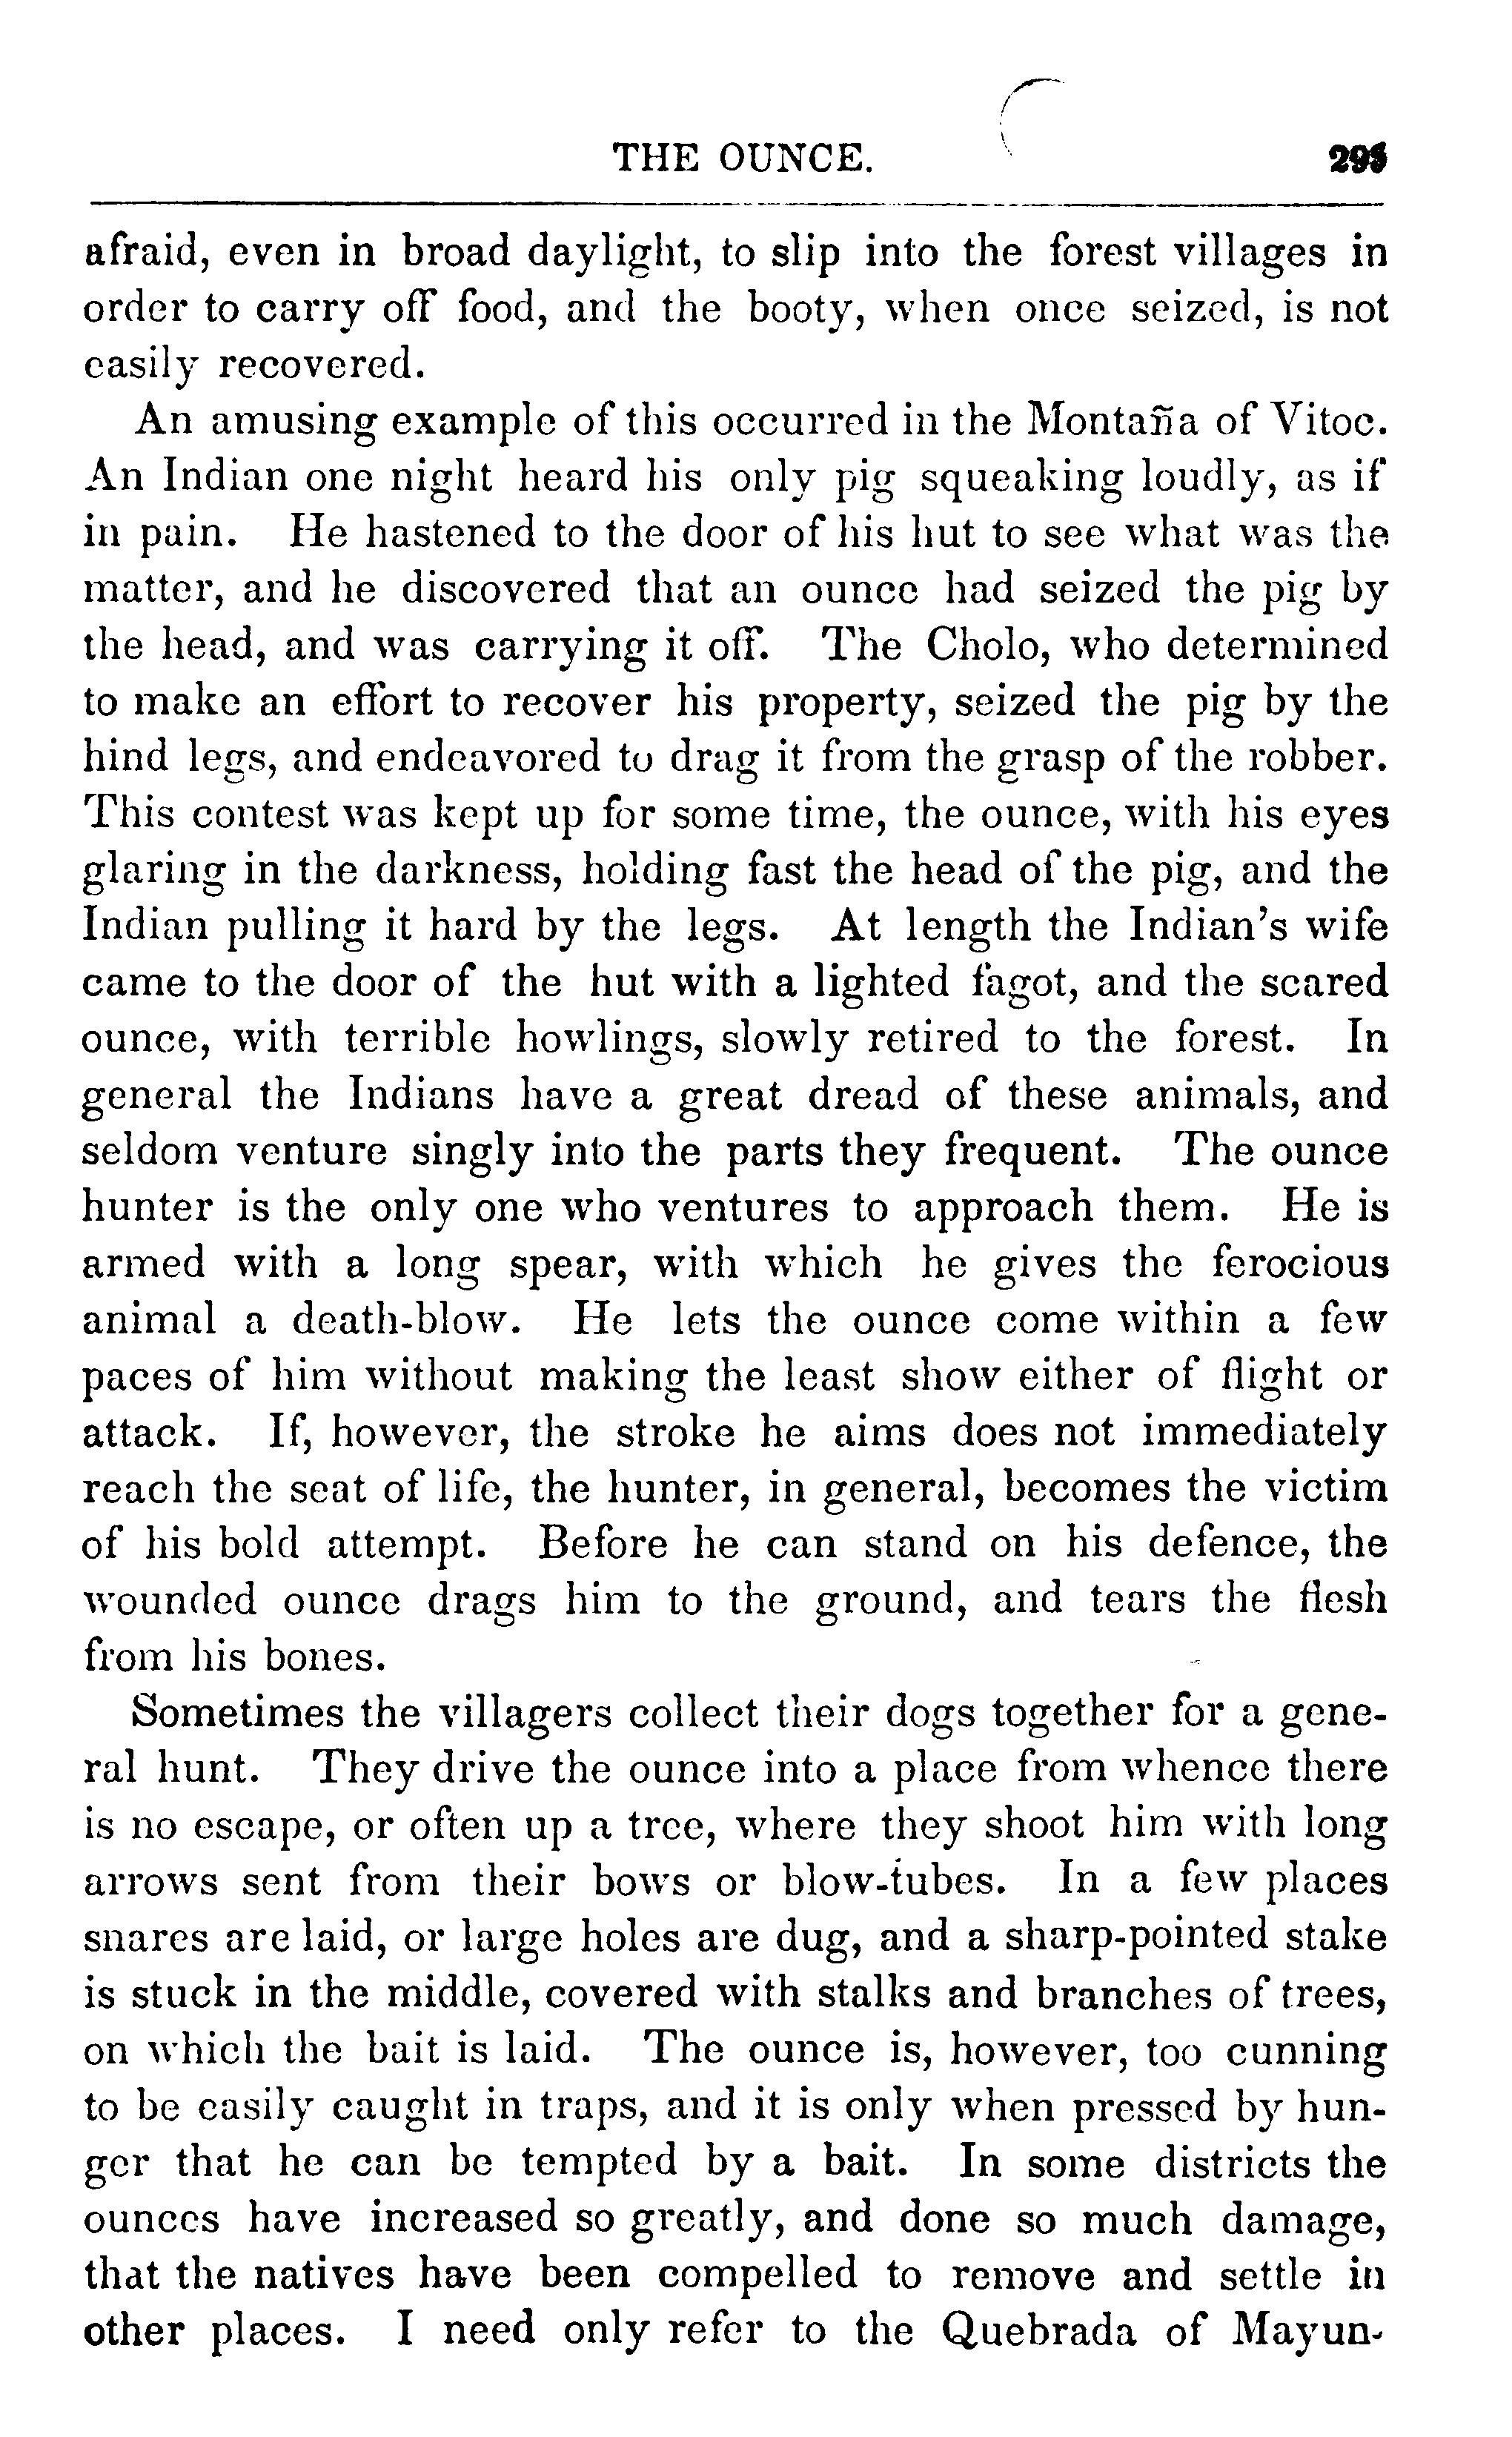 THE OUNCE. 295
afraid, even in broad daylight, to slip into the forest villages in
order to carry off food, and the booty, when once seized, is not
easily recovered.
An amusing example of this occurred in the Montaña of Vitoc.
An Indian one night heard his only pig squeaking loudly, as if
in pain. He hastened to the door of his hut to see what was the
matter, and he discovered that an ounce had seized the pig by
the head, and was carrying it off. The Cholo, who determined
to make an effort to recover his property, seized the pig by the
hind legs, and endeavored to drag it from the grasp of the robber.
This contest was kept up for some time, the ounce, with his eyes
glaring in the darkness, holding fast the head of the pig, and the
Indian pulling it hard by the legs. At length the Indian's wife
came to the door of the hut with a lighted fagot, and the scared
ounce, with terrible howlings, slowly retired to the forest. In
general the Indians have a great dread of these animals, and
seldom venture singly into the parts they frequent. The ounce
hunter is the only one who ventures to approach them. He is
armed with a long spear, with which he gives the ferocious
animal a death-blow. He lets the ounce come within a few
paces of him without making the least show either of flight or
attack. If, however, the stroke he aims does not immediately
reach the seat of life, the hunter, in general, becomes the victim
of his bold attempt. Before he can stand on his defence, the
wounded ounce drags him to the ground, and tears the flesh
from his bones.
Sometimes the villagers collect their dogs together for a gene-
ral hunt. They drive the ounce into a place from whence there
is no escape, or often up a tree, where they shoot him with long
arrows sent from their bows or blow-tubes. In a few places
snares are laid, or large holes are dug, and a sharp-pointed stake
is stuck in the middle, covered with stalks and branches of trees,
on which the bait is laid. The ounce is, however, too cunning
to be easily caught in traps, and it is only when pressed by hun-
ger that he can be tempted by a bait. In some districts the
ounces have increased so greatly, and done so much damage,
that the natives have been compelled to remove and settle in
other places. I need only refer to the Quebrada of Mayun-